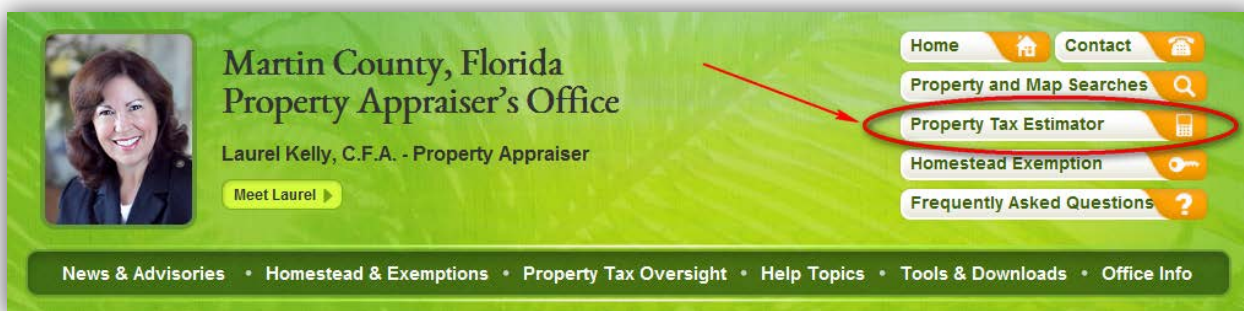 Martin County, Florida
Property Appraiser's Office
Laurel Kelly, C.F.A. - Property Appraiser
Meet Laurel
Home
Contact
Property and Map Searches
Property Tax Estimator
Homestead Exemption
Frequently Asked Questions
News & Advisories • Homestead & Exemptions • Property Tax Oversight • Help Topics • Tools & Downloads • Office Info